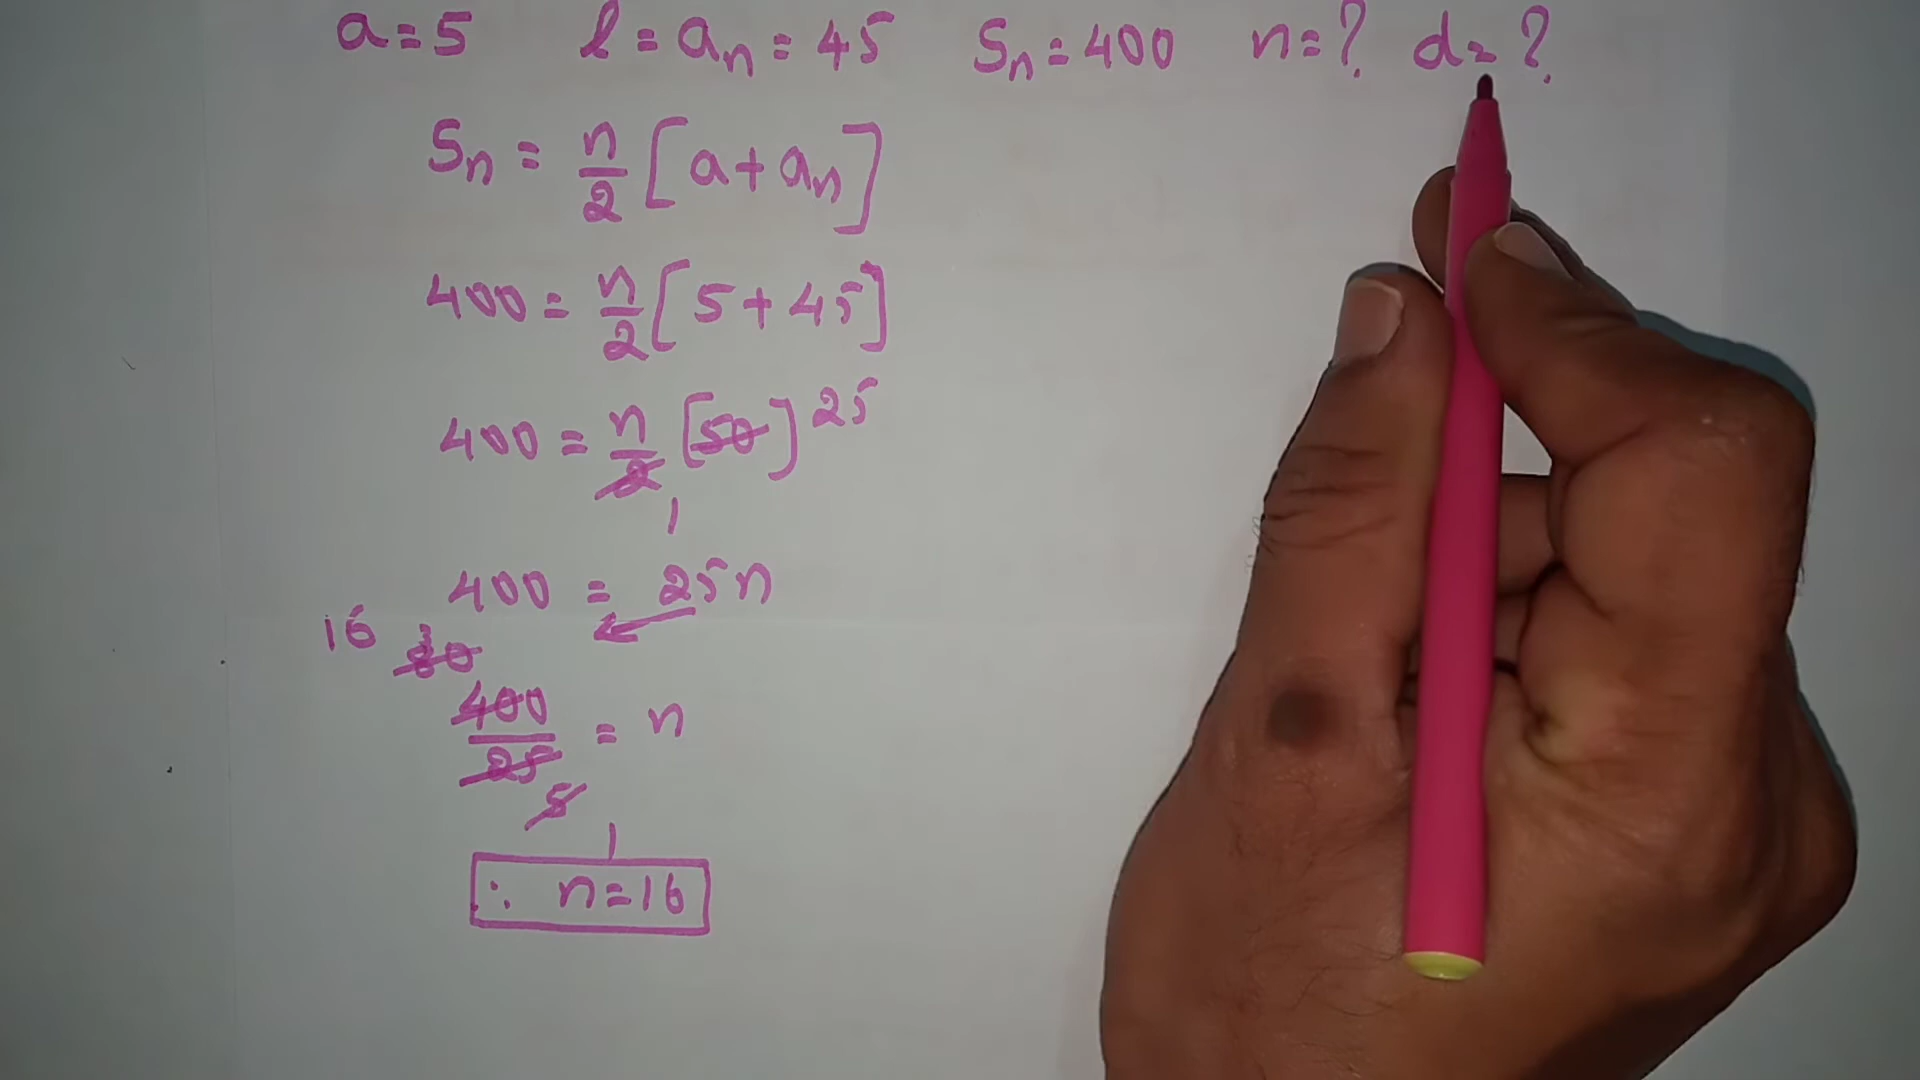 a=5 l=aₙ=45 Sₙ=400 n=? d=?
Sₙ = n/2 [a+aₙ]
400 = n/2 [5+45]
400 = n/2 [50] 25
1
400 = 25n
16 80
400/25 = n
5
1
∴ n=16